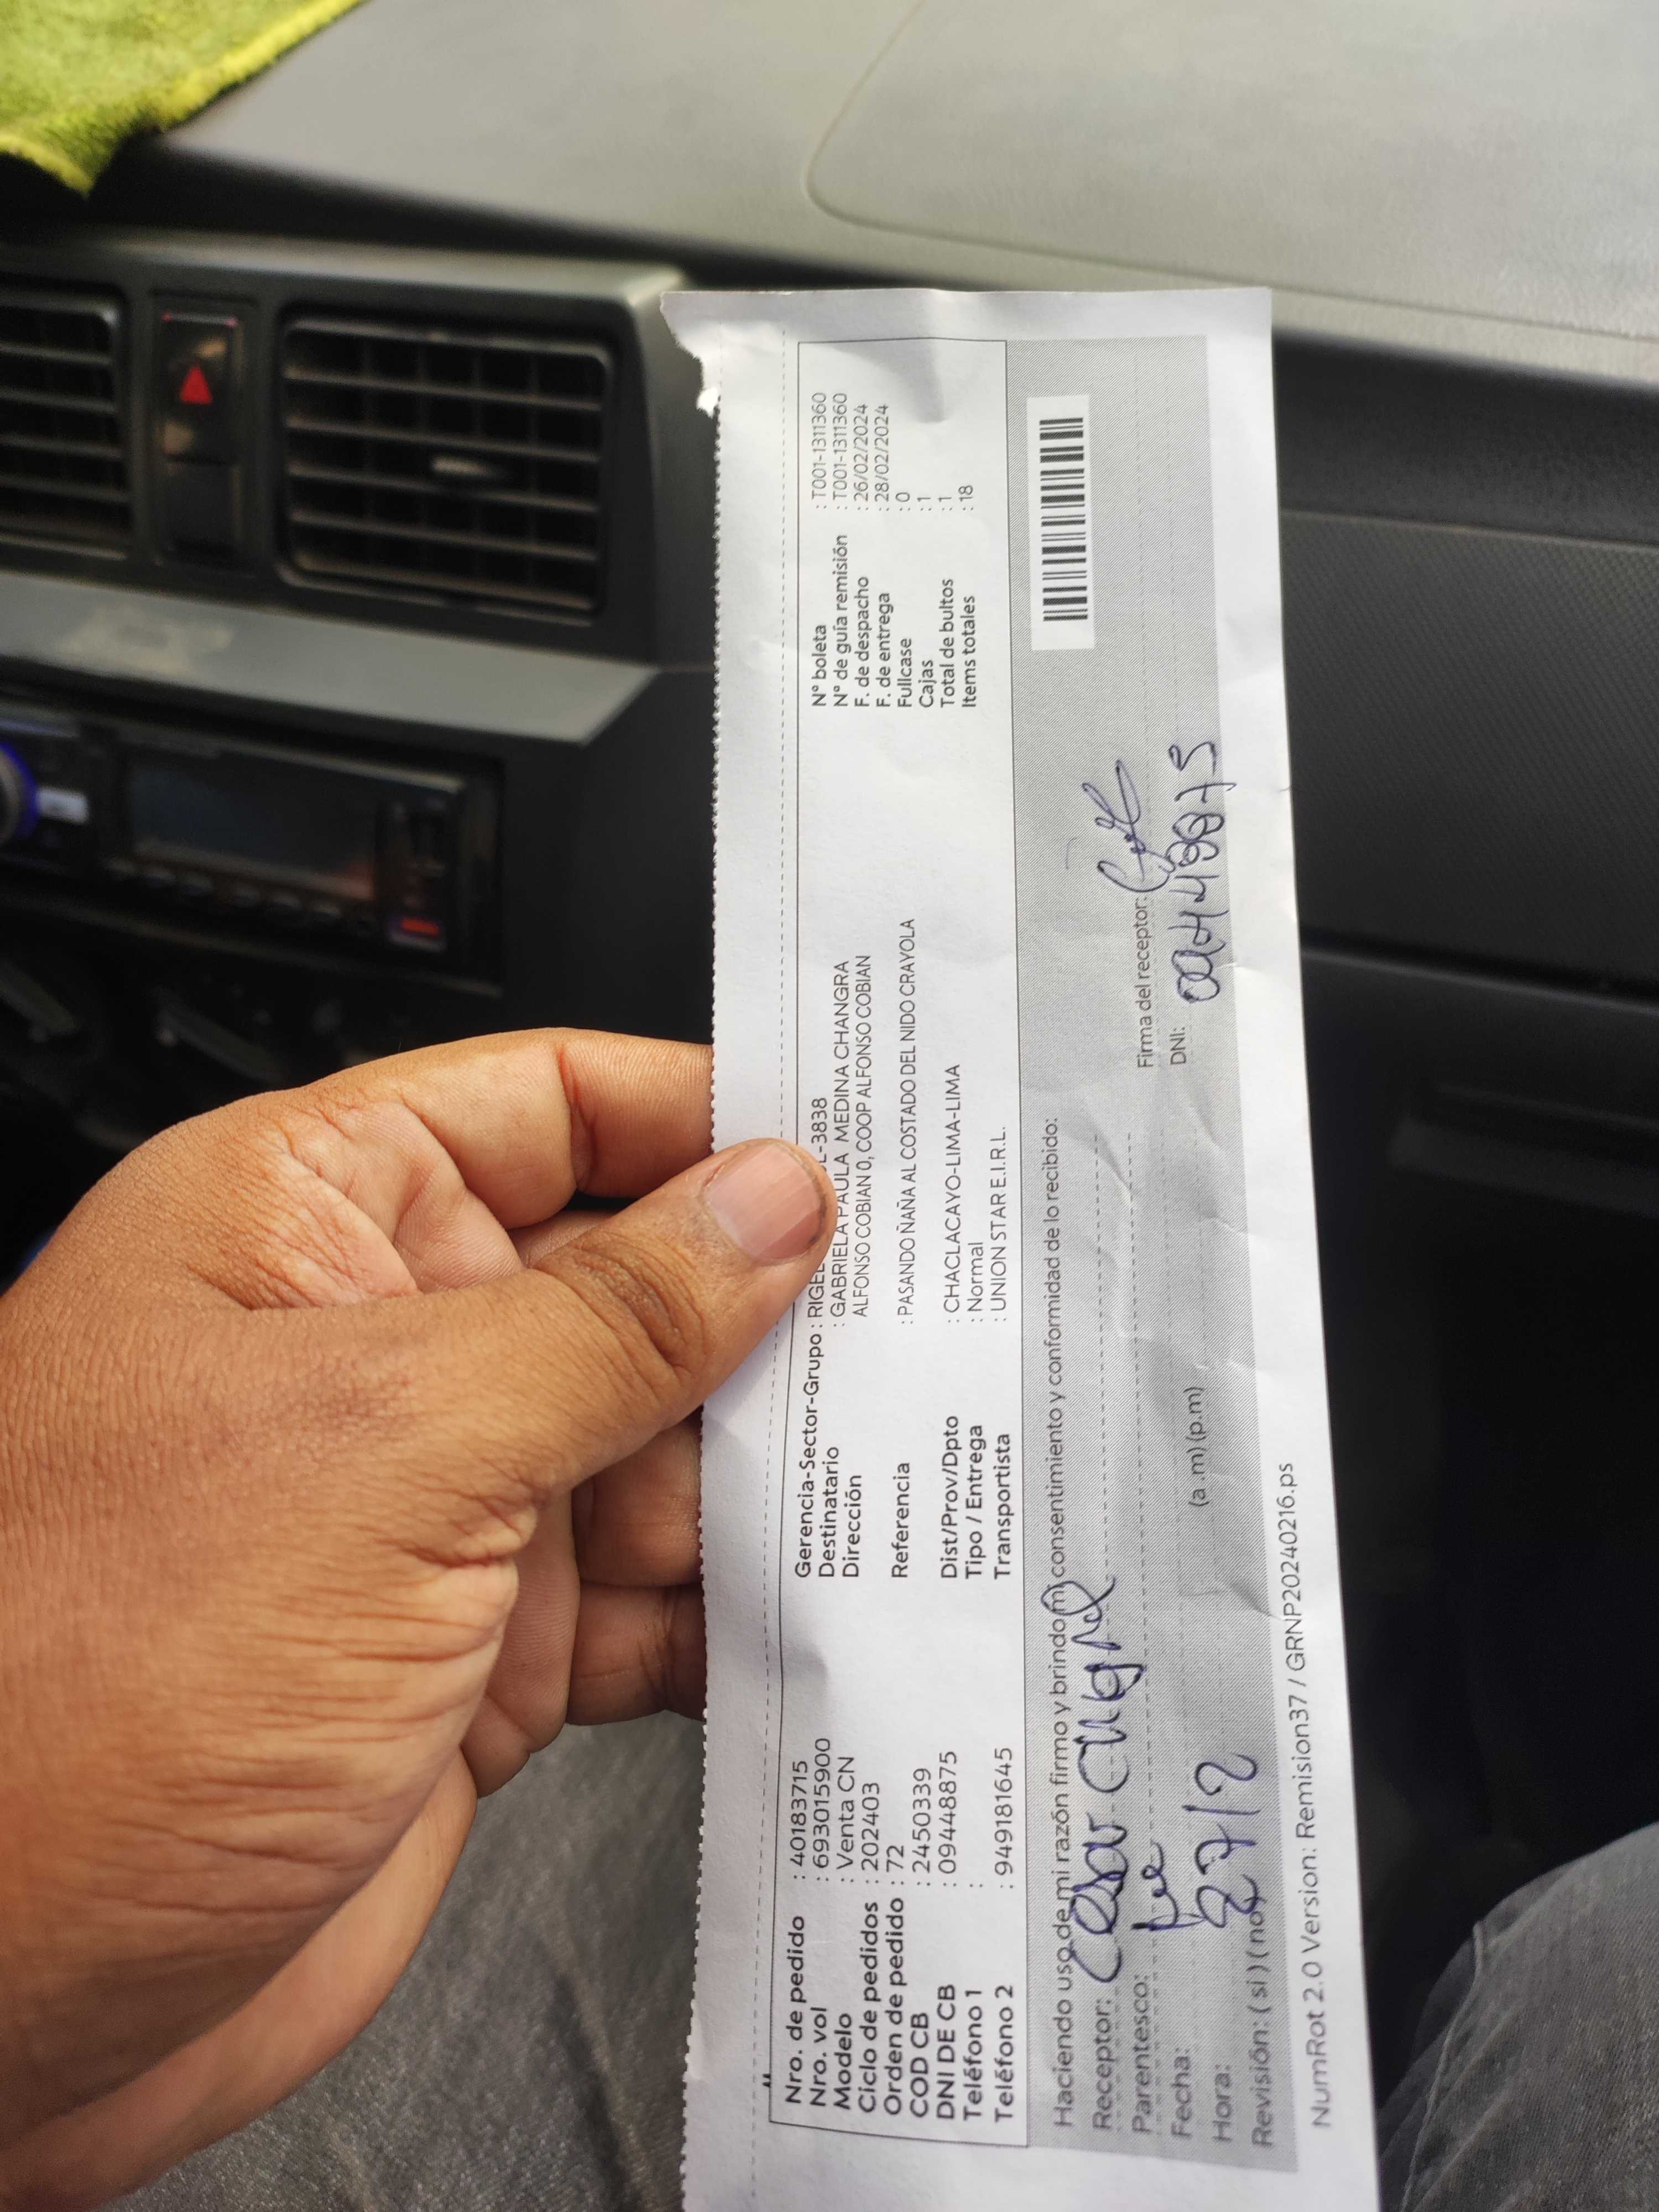 Nro. de pedido : 40183715
Nro. vol : 693015900
Modelo : Venta CN
Ciclo de pedidos : 202403
Orden de pedido : 72
COD CB : 2450339
DNI DE CB : 09448875
Teléfono 1 :
Teléfono 2 : 949181645
Gerencia-Sector-Grupo : RIGEL L-3838
Destinatario : GABRIELA PAULA MEDINA CHANGRA
Dirección ALFONSO COBIAN 0, COOP ALFONSO COBIAN
Referencia : PASANDO ÑAÑA AL COSTADO DEL NIDO CRAYOLA
Dist/Prov/Dpto : CHACLACAYO-LIMA-LIMA
Tipo / Entrega : Normal
Transportista : UNION STAR E.I.R.L.
N° boleta : T001-1311360
N° de guía remisión : T001-1311360
F. de despacho : 26/02/2024
F. de entrega : 28/02/2024
Fullcase : 0
Cajas : 1
Total de bultos : 1
Items totales : 18
Haciendo uso de mi razón firmo y brindo mi consentimiento y conformidad de lo recibido:
Receptor: Cesar
Parentesco:
Fecha: 27/2
Hora: (a.m) (p.m)
Revisión: ( si ) ( no )
Firma del receptor:
DNI: 09448875
NumRot 2.0 Version: Remision37 / GRNP20240216.ps